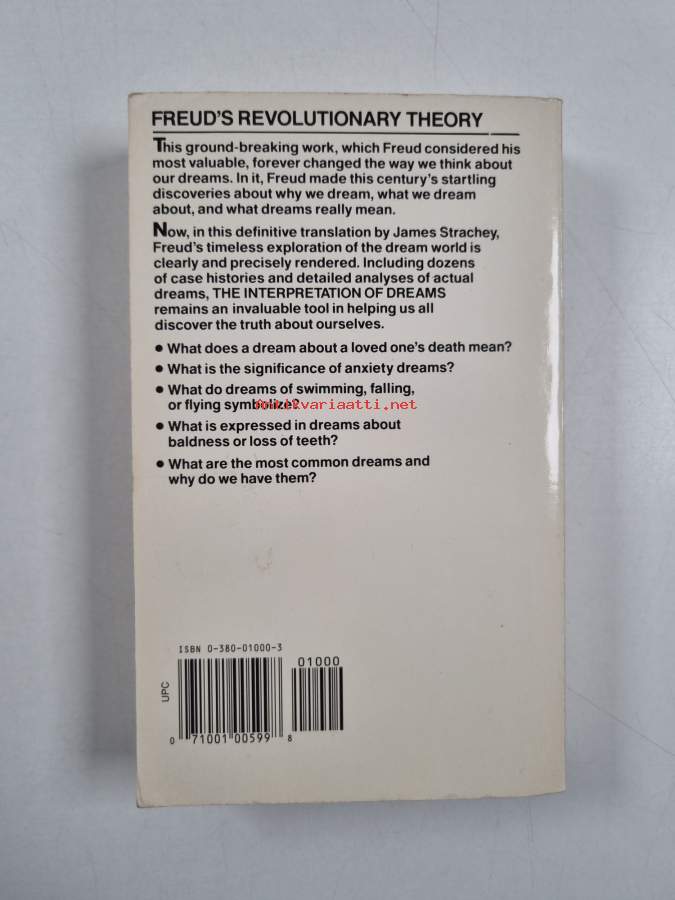 FREUD'S REVOLUTIONARY THEORY
This ground-breaking work, which Freud considered his
most valuable, forever changed the way we think about
our dreams. In it, Freud made this century's startling
discoveries about why we dream, what we dream
about, and what dreams really mean.
Now, in this definitive translation by James Strachey,
Freud's timeless exploration of the dream world is
clearly and precisely rendered. Including dozens
of case histories and detailed analyses of actual
dreams, THE INTERPRETATION OF DREAMS
remains an invaluable tool in helping us all
discover the truth about ourselves.
• What does a dream about a loved one's death mean?
• What is the significance of anxiety dreams?
• What do dreams of swimming, falling,
or flying symbolize?
Antikvariaatti.net
• What is expressed in dreams about
baldness or loss of teeth?
• What are the most common dreams and
why do we have them?
ISBN 0-380-01000-3
01000
UPC
0 71001 00599 8